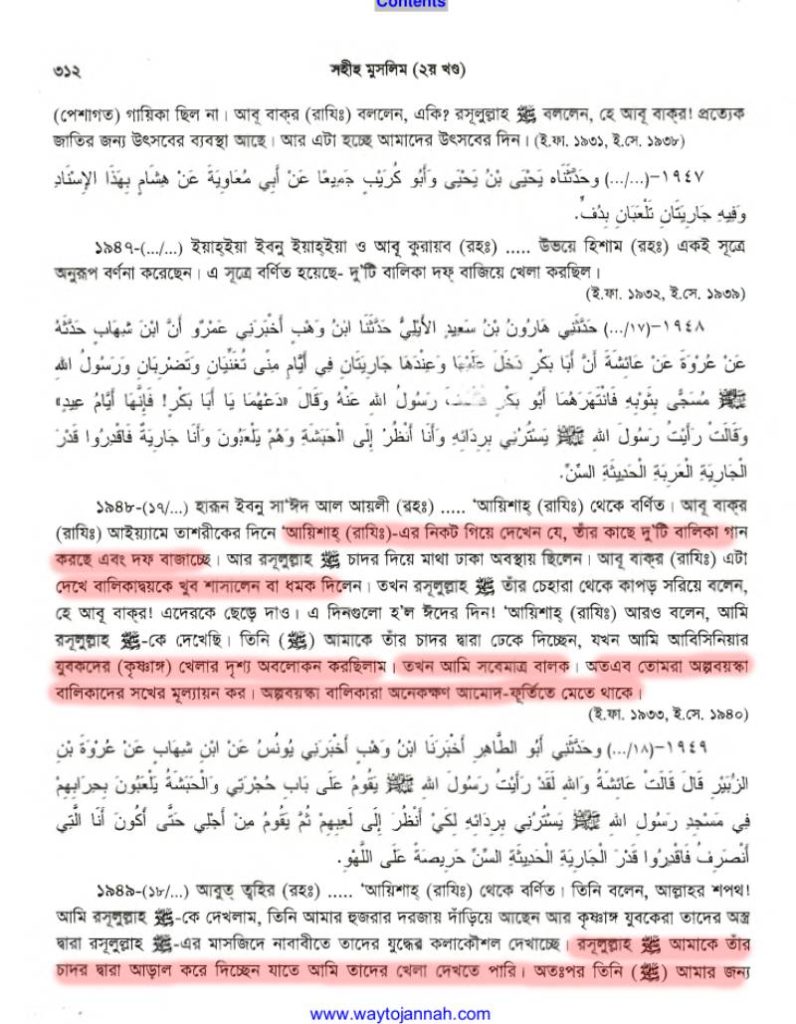 Contents
৩১২ সহীহ মুসলিম (২য় খণ্ড)
(পেশাগত) গায়িকা ছিল না। আবূ বাক্‌র (রাযিঃ) বললেন, একি? রসূলুল্লাহ ﷺ বললেন, হে আবূ বাক্‌র! প্রত্যেক
জাতির জন্য উৎসবের ব্যবস্থা আছে। আর এটা হচ্ছে আমাদের উৎসবের দিন। (ই.ফা. ১৯৩১, ই.সে. ১৯৩৮)
١٩٤٧-(.../...) وحَدَّثَنَاه يَحْيَى بْنُ يَحْيَى وَأَبُو كُرَيْبٍ جَمِيعًا عَنْ أَبِي مُعَاوِيَةَ عَنْ هِشَامٍ بِهَذَا الإِسْنَادِ
وَفِيهِ جَارِيَتَانِ تَلْعَبَانِ بِدُفٍّ.
১৯৪৭-(.../...) ইয়াহ্ইয়া ইবনু ইয়াহ্ইয়া ও আবূ কুরায়ব (রহঃ) ..... উভয়ে হিশাম (রহঃ) একই সূত্রে
অনুরূপ বর্ণনা করেছেন। এ সূত্রে বর্ণিত হয়েছে- দু'টি বালিকা দফ্ বাজিয়ে খেলা করছিল।
(ই.ফা. ১৯৩২, ই.সে. ১৯৩৯)
١٩٤٨-(١٧/...) حَدَّثَنِي هَارُونُ بْنُ سَعِيدٍ الأَيْلِيُّ حَدَّثَنَا ابْنُ وَهْبٍ أَخْبَرَنِي عَمْرٌو أَنَّ ابْنَ شِهَابٍ حَدَّثَهُ
عَنْ عُرْوَةَ عَنْ عَائِشَةَ أَنَّ أَبَا بَكْرٍ دَخَلَ عَلَيْهَا وَعِنْدَهَا جَارِيَتَانِ فِي أَيَّامِ مِنًى تُغَنِّيَانِ وَتَضْرِبَانِ وَرَسُولُ اللهِ
ﷺ مُسَجًّى بِثَوْبِهِ فَانْتَهَرَهُمَا أَبُو بَكْرٍ فَكَشَفَ رَسُولُ اللهِ عَنْهُ وَقَالَ «دَعْهُمَا يَا أَبَا بَكْرٍ! فَإِنَّهَا أَيَّامُ عِيدٍ»
وَقَالَتْ رَأَيْتُ رَسُولَ اللهِ ﷺ يَسْتُرُنِي بِرِدَائِهِ وَأَنَا أَنْظُرُ إِلَى الْحَبَشَةِ وَهُمْ يَلْعَبُونَ وَأَنَا جَارِيَةٌ فَاقْدِرُوا قَدْرَ
الْجَارِيَةِ الْعَرِبَةِ الْحَدِيثَةِ السِّنِّ.
১৯৪৮-(১৭/...) হারূন ইবনু সা'ঈদ আল আয়লী (রহঃ) ..... 'আয়িশাহ্ (রাযিঃ) থেকে বর্ণিত। আবূ বাক্‌র
(রাযিঃ) আইয়্যামে তাশরীকের দিনে 'আয়িশাহ্ (রাযিঃ)-এর নিকট গিয়ে দেখেন যে, তাঁর কাছে দু'টি বালিকা গান
করছে এবং দফ বাজাচ্ছে। আর রসূলুল্লাহ ﷺ চাদর দিয়ে মাথা ঢাকা অবস্থায় ছিলেন। আবূ বাক্‌র (রাযিঃ) এটা
দেখে বালিকাদ্বয়কে খুব শাসালেন বা ধমক দিলেন। তখন রসূলুল্লাহ ﷺ তাঁর চেহারা থেকে কাপড় সরিয়ে বলেন,
হে আবূ বাক্‌র! এদেরকে ছেড়ে দাও। এ দিনগুলো হ'ল ঈদের দিন! 'আয়িশাহ্ (রাযিঃ) আরও বলেন, আমি
রসূলুল্লাহ ﷺ-কে দেখেছি। তিনি (ﷺ) আমাকে তাঁর চাদর দ্বারা ঢেকে দিচ্ছেন, যখন আমি আবিসিনিয়ার
যুবকদের (কৃষ্ণাঙ্গ) খেলার দৃশ্য অবলোকন করছিলাম। তখন আমি সবেমাত্র বালক। অতএব তোমরা অল্পবয়স্কা
বালিকাদের সখের মূল্যায়ন কর। অল্পবয়স্কা বালিকারা অনেকক্ষণ আমোদ-ফূর্তিতে মেতে থাকে।
(ই.ফা. ১৯৩৩, ই.সে. ১৯৪০)
١٩٤٩-(١٨/...) وحَدَّثَنِي أَبُو الطَّاهِرِ أَخْبَرَنَا ابْنُ وَهْبٍ أَخْبَرَنِي يُونُسُ عَنِ ابْنِ شِهَابٍ عَنْ عُرْوَةَ بْنِ
الزُّبَيْرِ قَالَ قَالَتْ عَائِشَةُ وَاللهِ لَقَدْ رَأَيْتُ رَسُولَ اللهِ ﷺ يَقُومُ عَلَى بَابِ حُجْرَتِي وَالْحَبَشَةُ يَلْعَبُونَ بِحِرَابِهِمْ
فِي مَسْجِدِ رَسُولِ اللهِ ﷺ يَسْتُرُنِي بِرِدَائِهِ لِكَيْ أَنْظُرَ إِلَى لَعِبِهِمْ ثُمَّ يَقُومُ مِنْ أَجْلِي حَتَّى أَكُونَ أَنَا الَّتِي
أَنْصَرِفُ فَاقْدِرُوا قَدْرَ الْجَارِيَةِ الْحَدِيثَةِ السِّنِّ حَرِيصَةً عَلَى اللَّهْوِ.
১৯৪৯-(১৮/...) আবুত্ ত্বহির (রহঃ) ..... 'আয়িশাহ্ (রাযিঃ) থেকে বর্ণিত। তিনি বলেন, আল্লাহর শপথ!
আমি রসূলুল্লাহ ﷺ-কে দেখলাম, তিনি আমার হুজরার দরজায় দাঁড়িয়ে আছেন আর কৃষ্ণাঙ্গ যুবকেরা তাদের অস্ত্র
দ্বারা রসূলুল্লাহ ﷺ-এর মাসজিদে নাবাবীতে তাদের যুদ্ধের কলাকৌশল দেখাচ্ছে। রসূলুল্লাহ ﷺ আমাকে তাঁর
চাদর দ্বারা আড়াল করে দিচ্ছেন যাতে আমি তাদের খেলা দেখতে পারি। অতঃপর তিনি (ﷺ) আমার জন্য
www.waytojannah.com